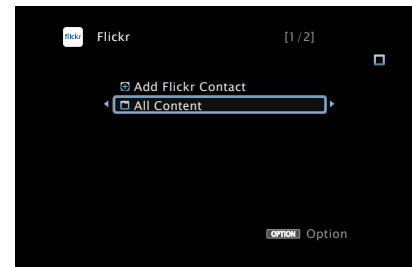 flickr Flickr [1/2]
Add Flickr Contact
All Content
OPTION Option